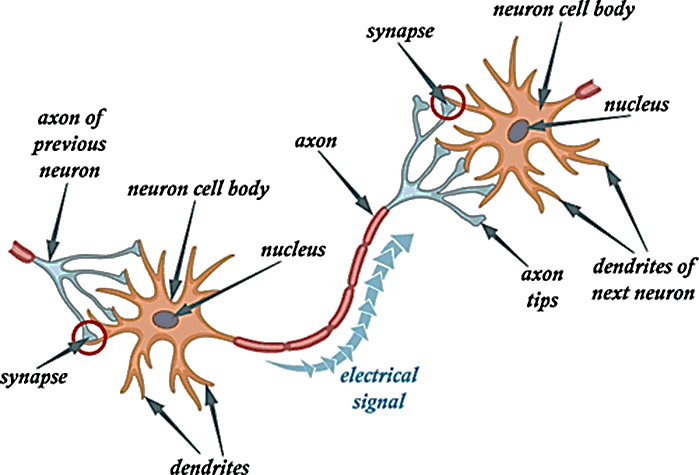 neuron cell body
synapse
nucleus
axon of
previous
neuron
axon
neuron cell body
nucleus
axon
tips
dendrites of
next neuron
synapse
electrical
signal
dendrites